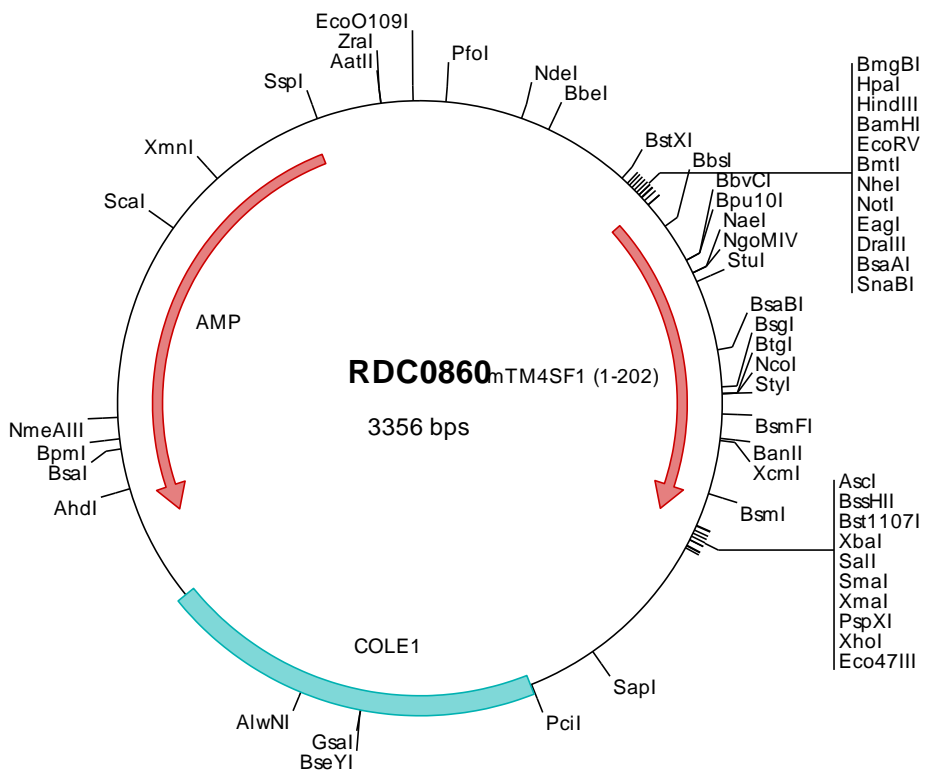 EcoO109I
ZraI
AatII
SspI
XmnI
ScaI
PfoI
NdeI
BbeI
BstXI
BbsI
BbvCI
Bpu10I
NaeI
NgoMIV
StuI
BmgBI
HpaI
HindIII
BamHI
EcoRV
BmtI
NheI
NotI
EagI
DraIII
BsaAI
SnaBI
BsaBI
BsgI
BtgI
NcoI
StyI
BsmFI
BanII
XcmI
BsmI
AscI
BssHII
Bst1107I
XbaI
SalI
SmaI
XmaI
PspXI
XhoI
Eco47III
AMP
RDC0860
mTM4SF1 (1-202)
3356 bps
NmeAIII
BpmI
BsaI
AhdI
COLE1
SapI
PciI
AlwNI
GsaI
BseYI